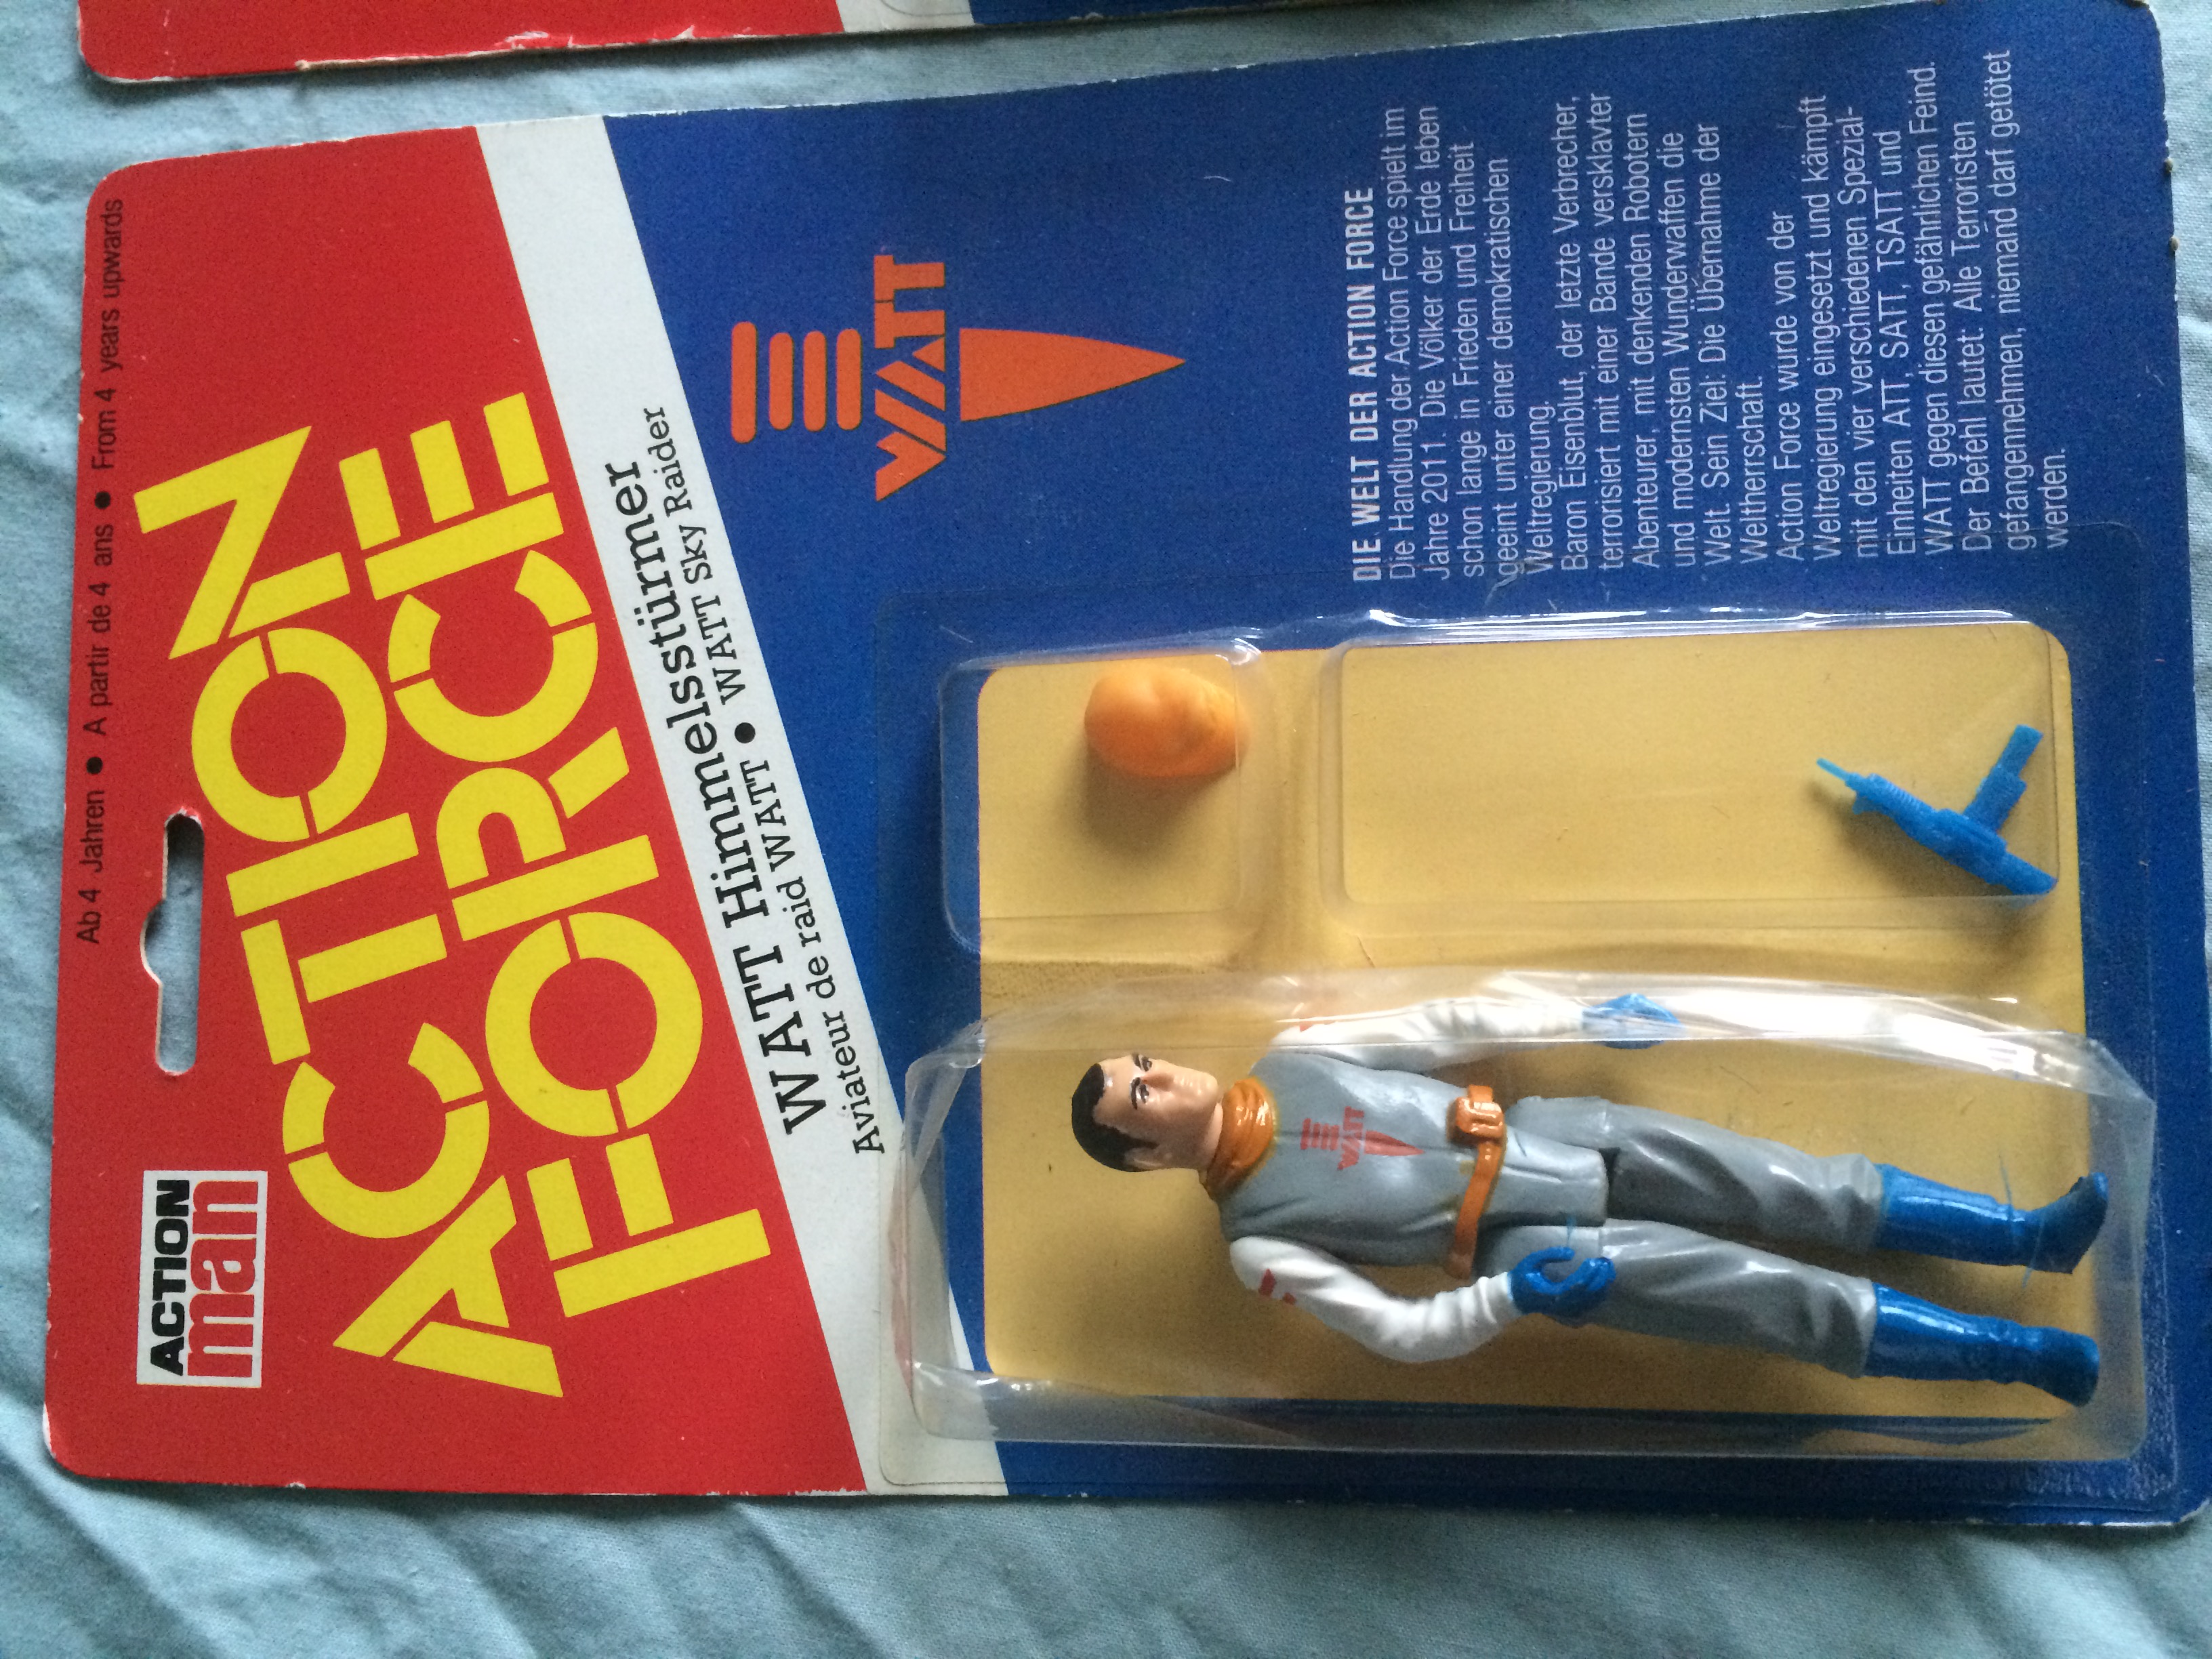 Ab 4 Jahren ● A partir de 4 ans ● From 4 years upwards
ACTION
man
ACTION
FORCE
WATT Himmelsstürmer
Aviateur de raid WATT ● WATT Sky Raider
WATT
DIE WELT DER ACTION FORCE
Die Handlung der Action Force spielt im
Jahre 2011. Die Völker der Erde leben
schon lange in Frieden und Freiheit
geeint unter einer demokratischen
Weltregierung.
Baron Eisenblut, der letzte Verbrecher,
terrorisiert mit einer Bande versklavter
Abenteurer, mit denkenden Robotern
und modernsten Wunderwaffen die
Welt. Sein Ziel: Die Übernahme der
Weltherrschaft.
Action Force wurde von der
Weltregierung eingesetzt und kämpft
mit den vier verschiedenen Spezial-
Einheiten ATT, SATT, TSATT und
WATT gegen diesen gefährlichen Feind.
Der Befehl lautet: Alle Terroristen
gefangennehmen, niemand darf getötet
werden.
WATT